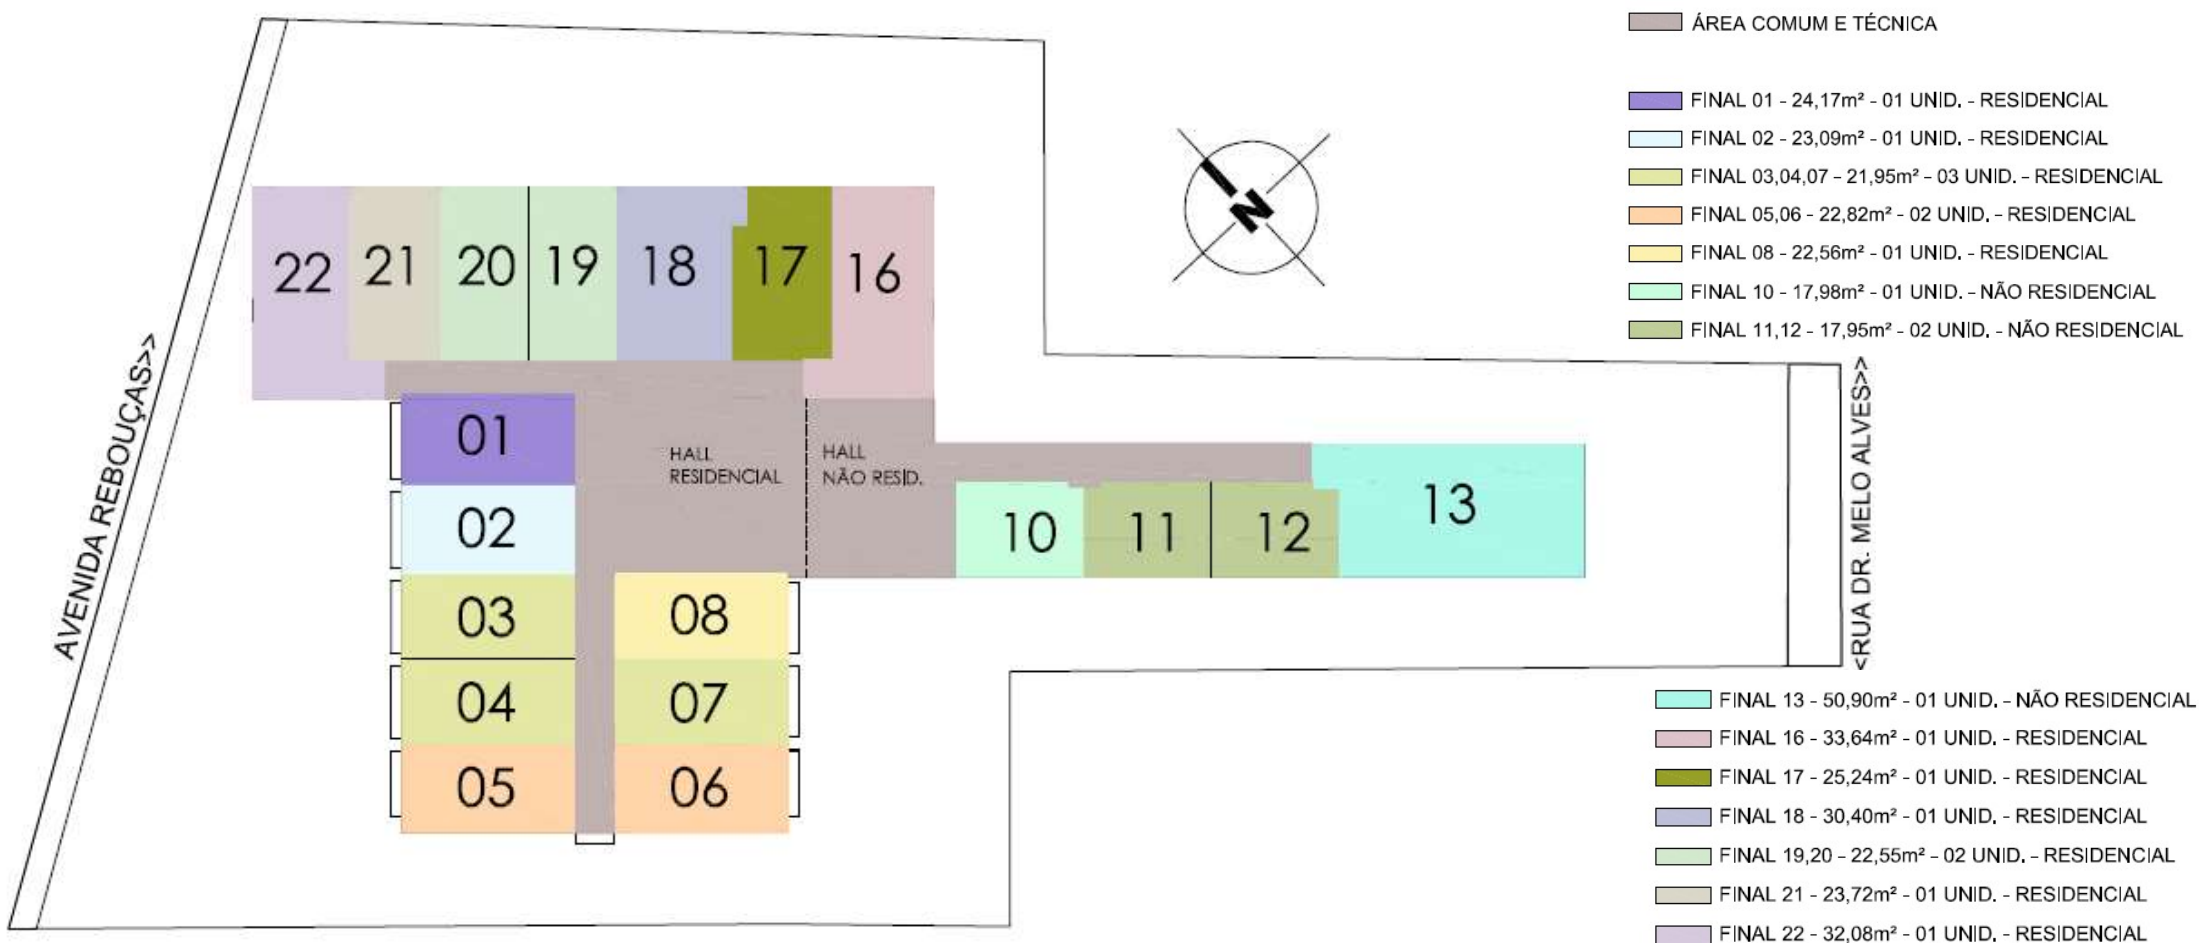 ÁREA COMUM E TÉCNICA
FINAL 01 - 24,17m² - 01 UNID. - RESIDENCIAL
FINAL 02 - 23,09m² - 01 UNID. - RESIDENCIAL
FINAL 03,04,07 - 21,95m² - 03 UNID. - RESIDENCIAL
FINAL 05,06 - 22,82m² - 02 UNID. - RESIDENCIAL
FINAL 08 - 22,56m² - 01 UNID. - RESIDENCIAL
FINAL 10 - 17,98m² - 01 UNID. - NÃO RESIDENCIAL
FINAL 11,12 - 17,95m² - 02 UNID. - NÃO RESIDENCIAL
N
22
21
20
19
18
17
16
AVENIDA REBOUÇAS>>
01
02
03
04
05
08
07
06
HALL
RESIDENCIAL
HALL
NÃO RESID.
10
11
12
13
<RUA DR. MELO ALVES>>
FINAL 13 - 50,90m² - 01 UNID. - NÃO RESIDENCIAL
FINAL 16 - 33,64m² - 01 UNID. - RESIDENCIAL
FINAL 17 - 25,24m² - 01 UNID. - RESIDENCIAL
FINAL 18 - 30,40m² - 01 UNID. - RESIDENCIAL
FINAL 19,20 - 22,55m² - 02 UNID. - RESIDENCIAL
FINAL 21 - 23,72m² - 01 UNID. - RESIDENCIAL
FINAL 22 - 32,08m² - 01 UNID. - RESIDENCIAL